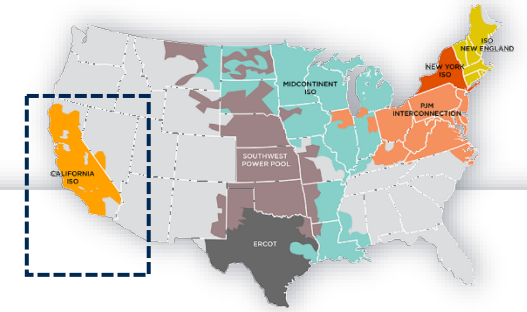 ISO
NEW ENGLAND
NEW YORK
ISO
MIDCONTINENT
ISO
PJM
INTERCONNECTION
SOUTHWEST
POWER POOL
CALIFORNIA
ISO
ERCOT